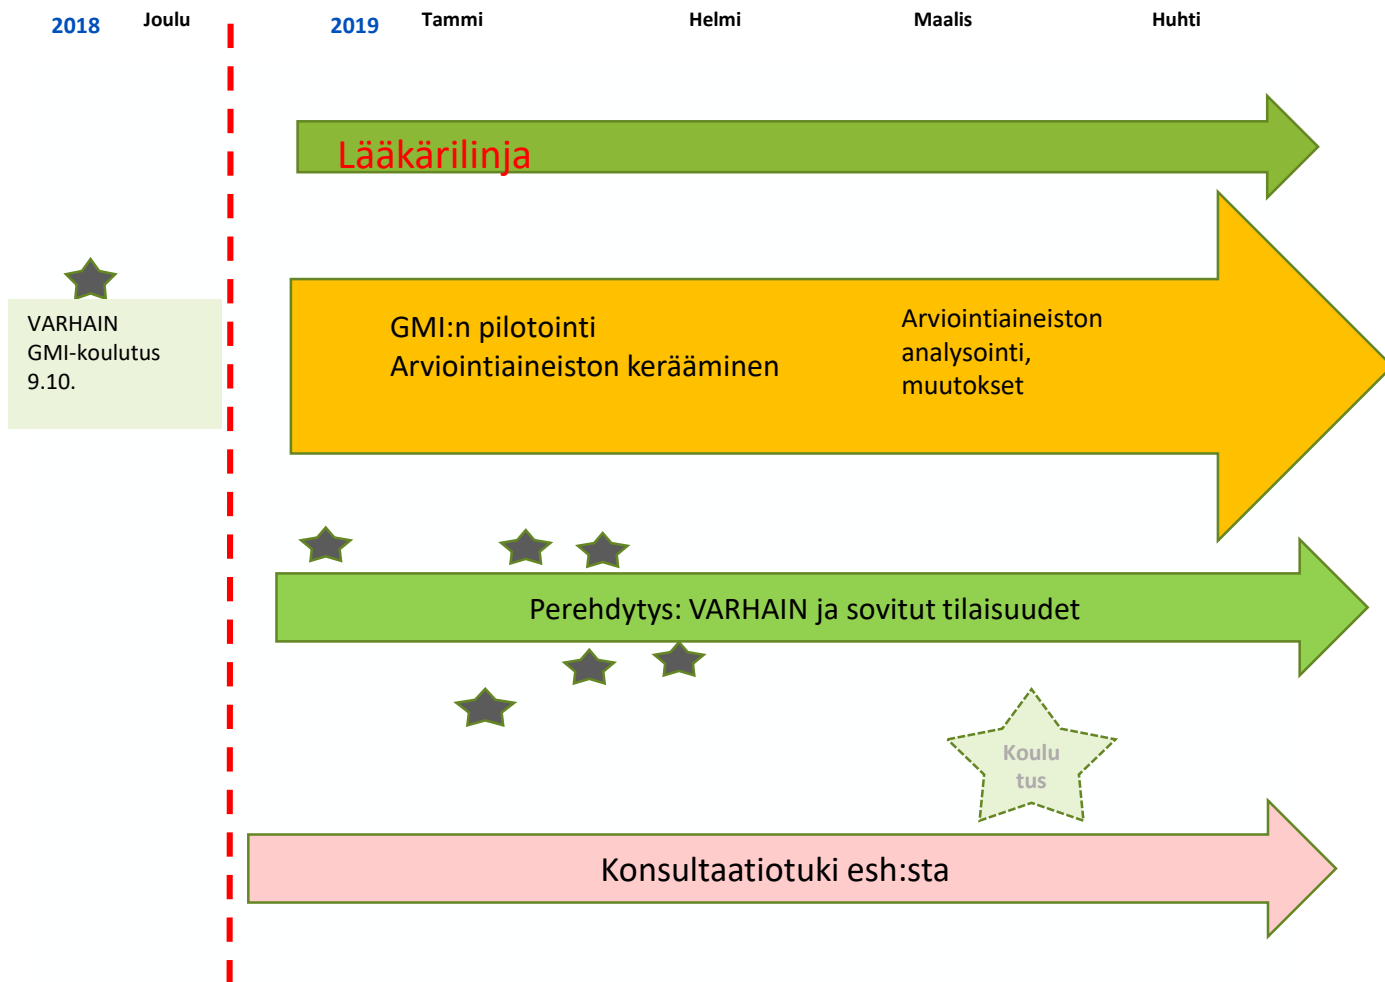 2018 Joulu 2019 Tammi Helmi Maalis Huhti
Lääkärilinja
VARHAIN
GMI-koulutus
9.10.
GMI:n pilotointi
Arviointiaineiston kerääminen
Arviointiaineiston
analysointi,
muutokset
Perehdytys: VARHAIN ja sovitut tilaisuudet
Koulu
tus
Konsultaatiotuki esh:sta